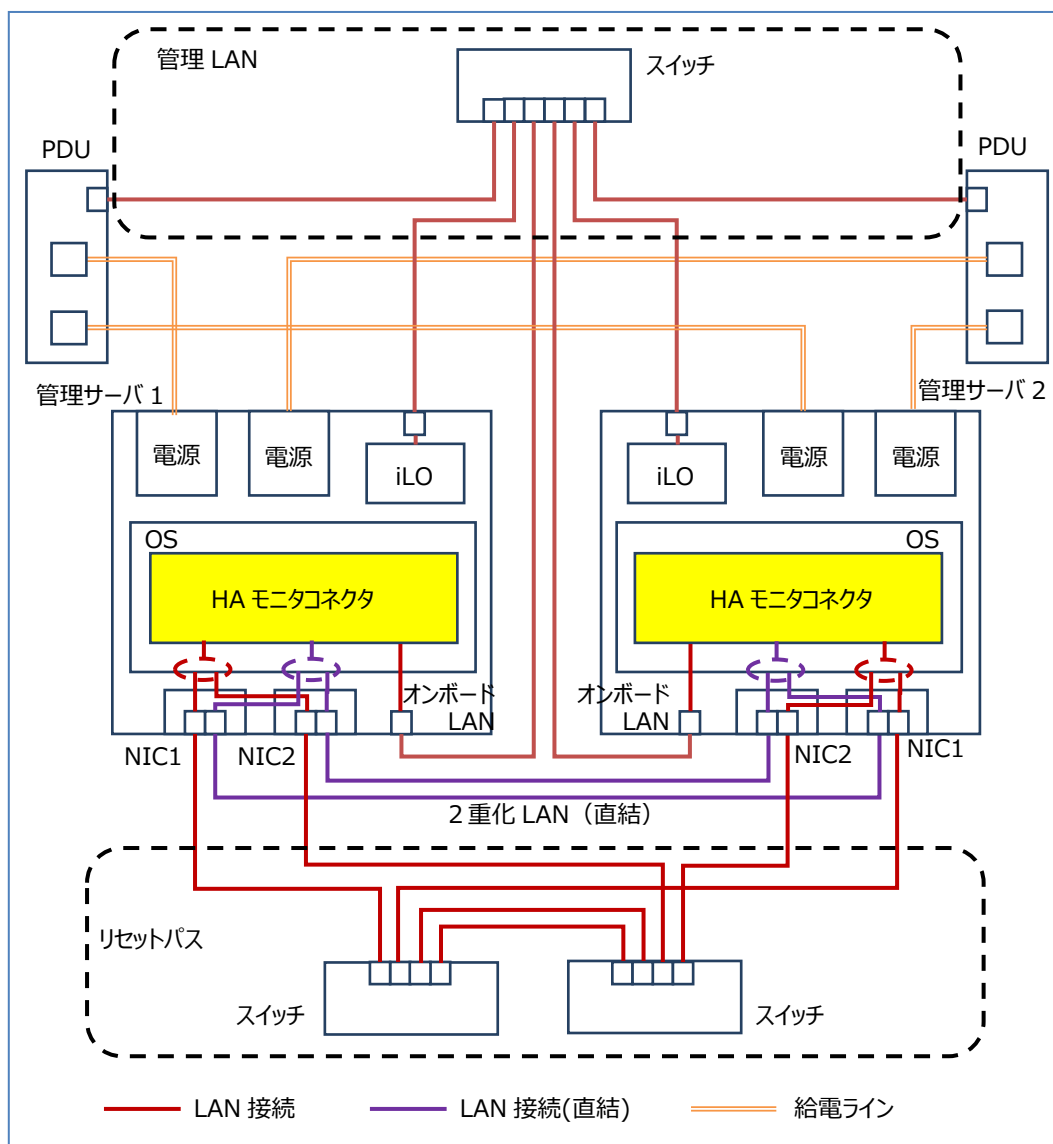 管理 LAN
スイッチ
PDU
PDU
管理サーバ 1
管理サーバ 2
電源
電源
iLO
iLO
電源
電源
OS
OS
HA モニタコネクタ
HA モニタコネクタ
オンボード
LAN
オンボード
LAN
NIC1
NIC2
NIC2
NIC1
2 重化 LAN（直結）
リセットパス
スイッチ
スイッチ
LAN 接続
LAN 接続(直結)
給電ライン